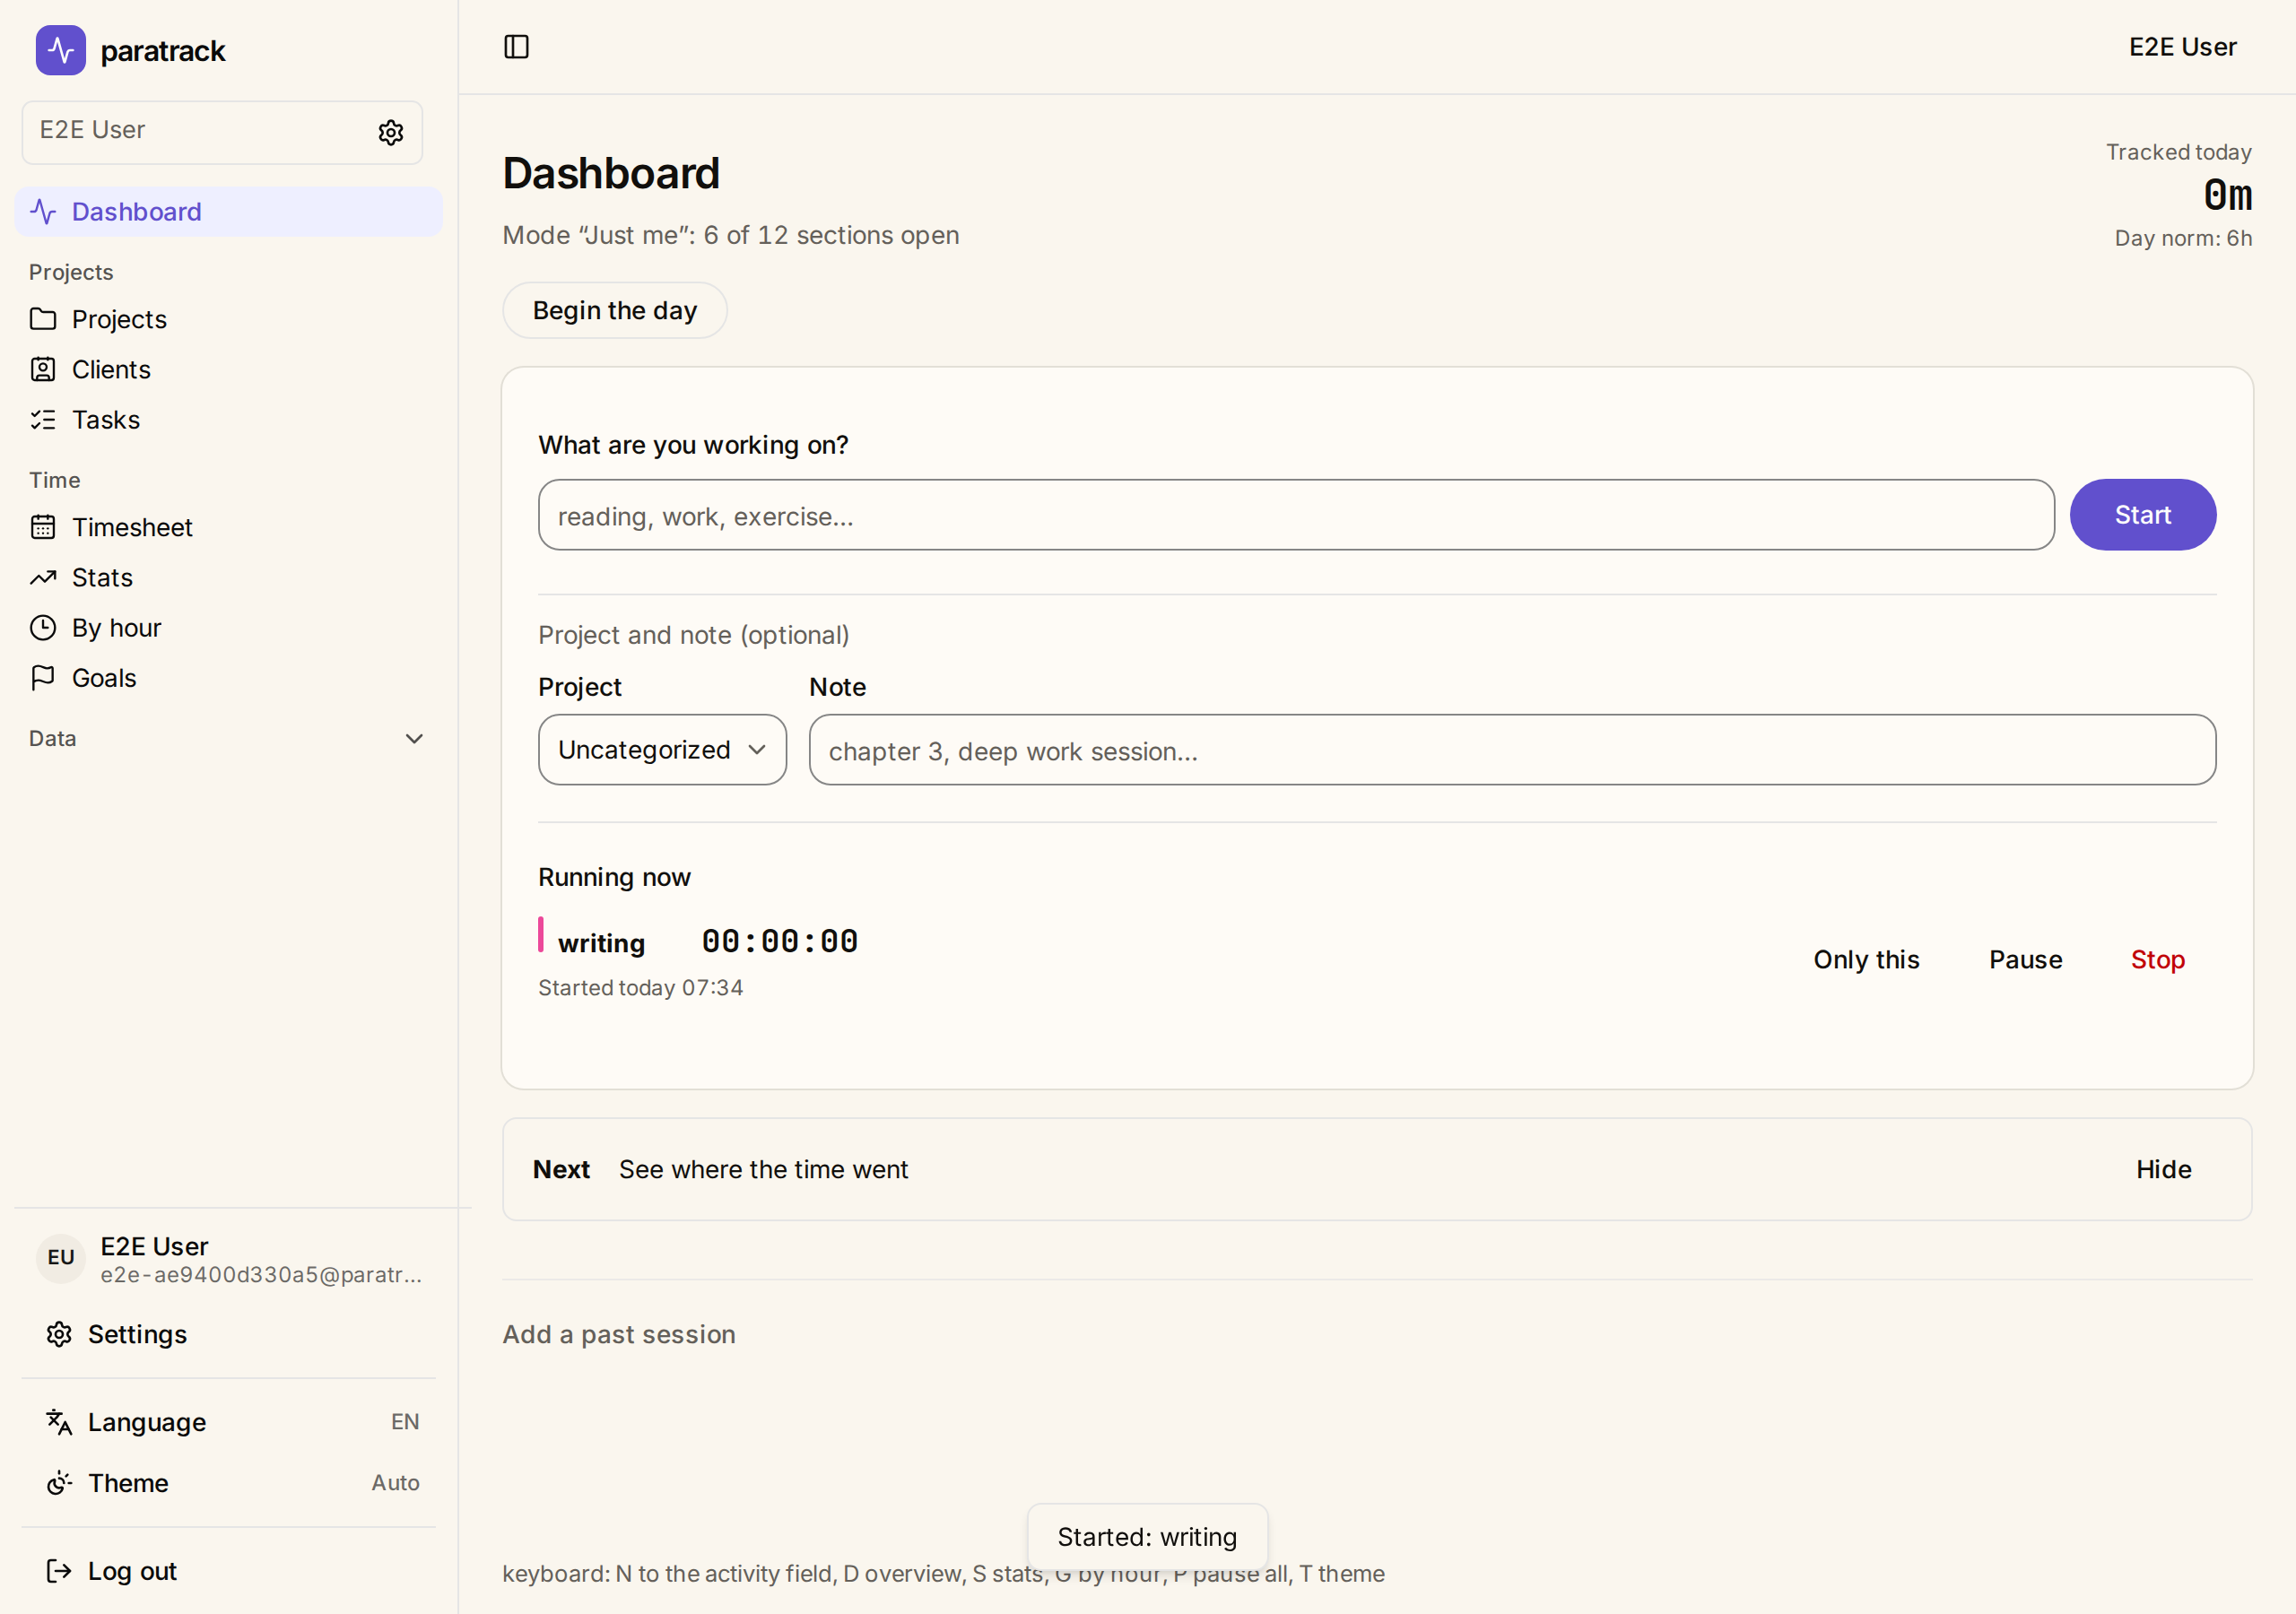 paratrack
E2E User
Dashboard
Projects
Projects
Clients
Tasks
Time
Timesheet
Stats
By hour
Goals
Data
EU
E2E User
e2e-ae9400d330a5@paratr...
Settings
Language EN
Theme Auto
Log out
E2E User
Dashboard
Mode “Just me”: 6 of 12 sections open
Tracked today
0m
Day norm: 6h
Begin the day
What are you working on?
reading, work, exercise...
Start
Project and note (optional)
Project Note
Uncategorized chapter 3, deep work session...
Running now
writing 00:00:00
Started today 07:34
Only this Pause Stop
Next See where the time went Hide
Add a past session
Started: writing
keyboard: N to the activity field, D overview, S stats, G by hour, P pause all, T theme